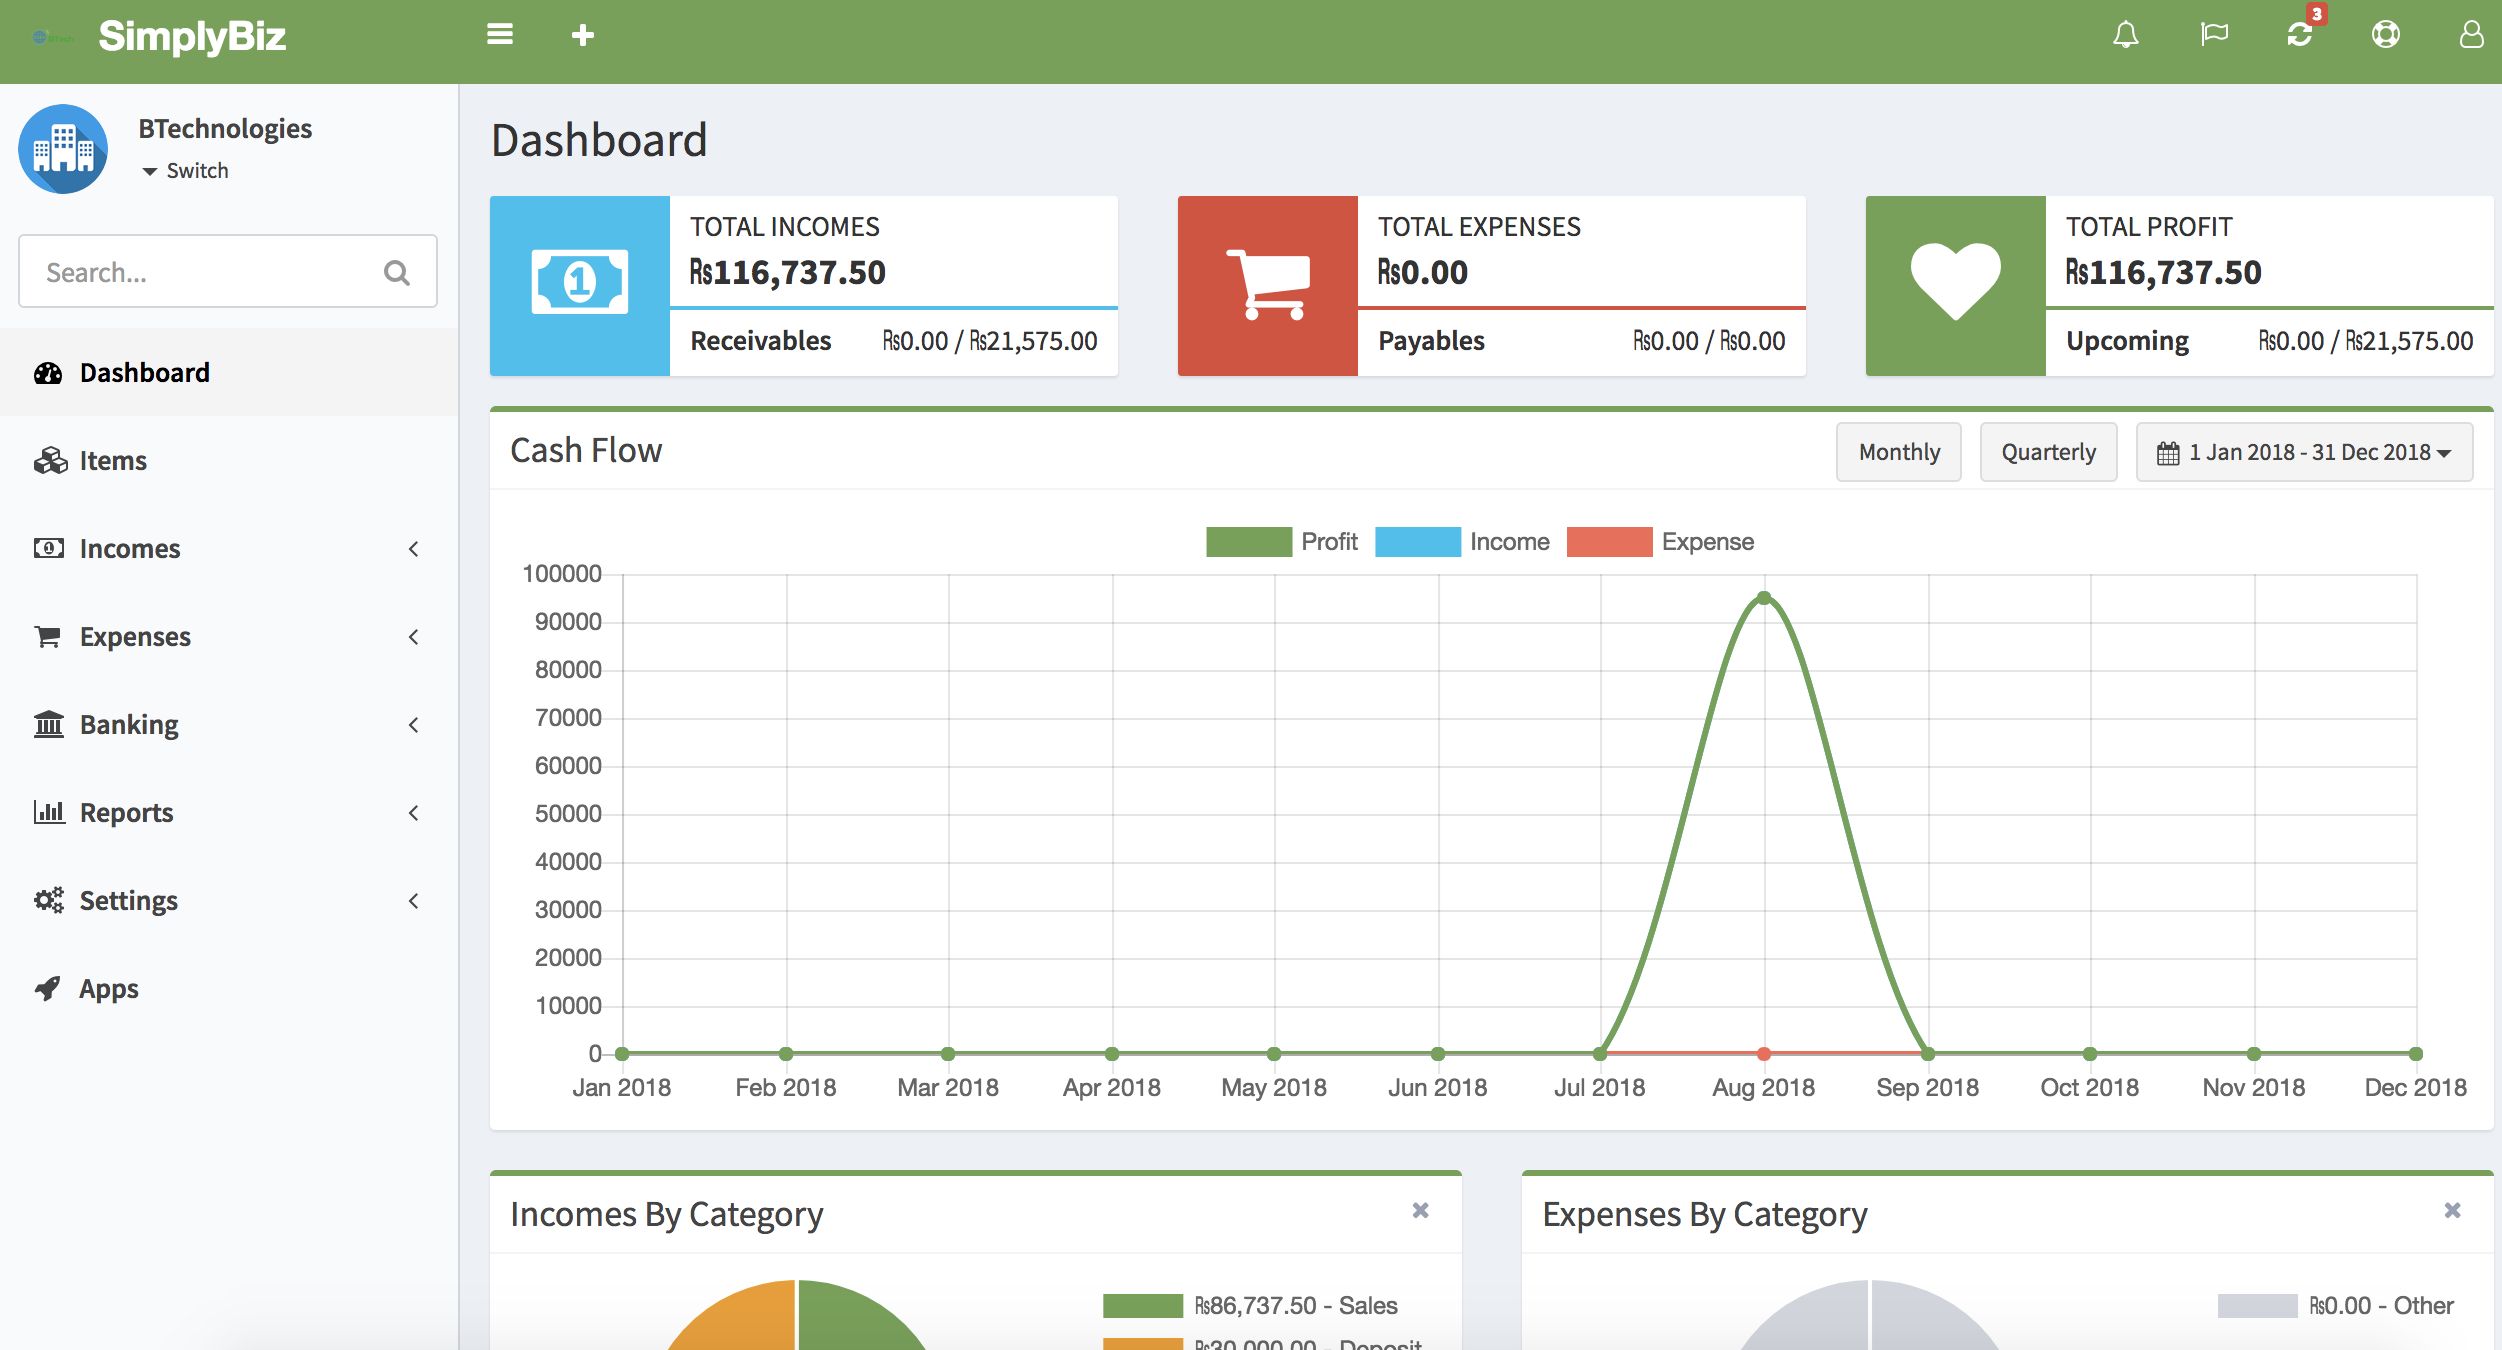 SimplyBiz
3
BTechnologies
Switch
Search...
Dashboard
Items
Incomes
Expenses
Banking
Reports
Settings
Apps
Dashboard
TOTAL INCOMES
₨116,737.50
Receivables ₨0.00 / ₨21,575.00
TOTAL EXPENSES
₨0.00
Payables ₨0.00 / ₨0.00
TOTAL PROFIT
₨116,737.50
Upcoming ₨0.00 / ₨21,575.00
Cash Flow
Monthly
Quarterly
1 Jan 2018 - 31 Dec 2018
Profit Income Expense
100000
90000
80000
70000
60000
50000
40000
30000
20000
10000
0
Jan 2018 Feb 2018 Mar 2018 Apr 2018 May 2018 Jun 2018 Jul 2018 Aug 2018 Sep 2018 Oct 2018 Nov 2018 Dec 2018
Incomes By Category
₨86,737.50 - Sales
₨30,000.00 - Deposit
Expenses By Category
₨0.00 - Other